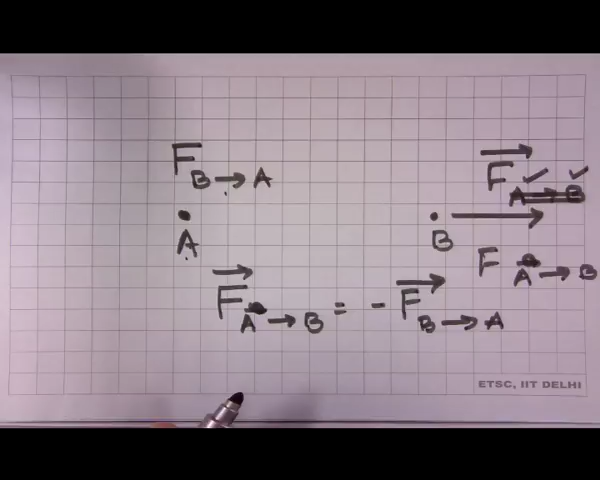 F B→A
F A→B
A
B
F A→B
F A→B = - F B→A
ETSC, IIT DELHI